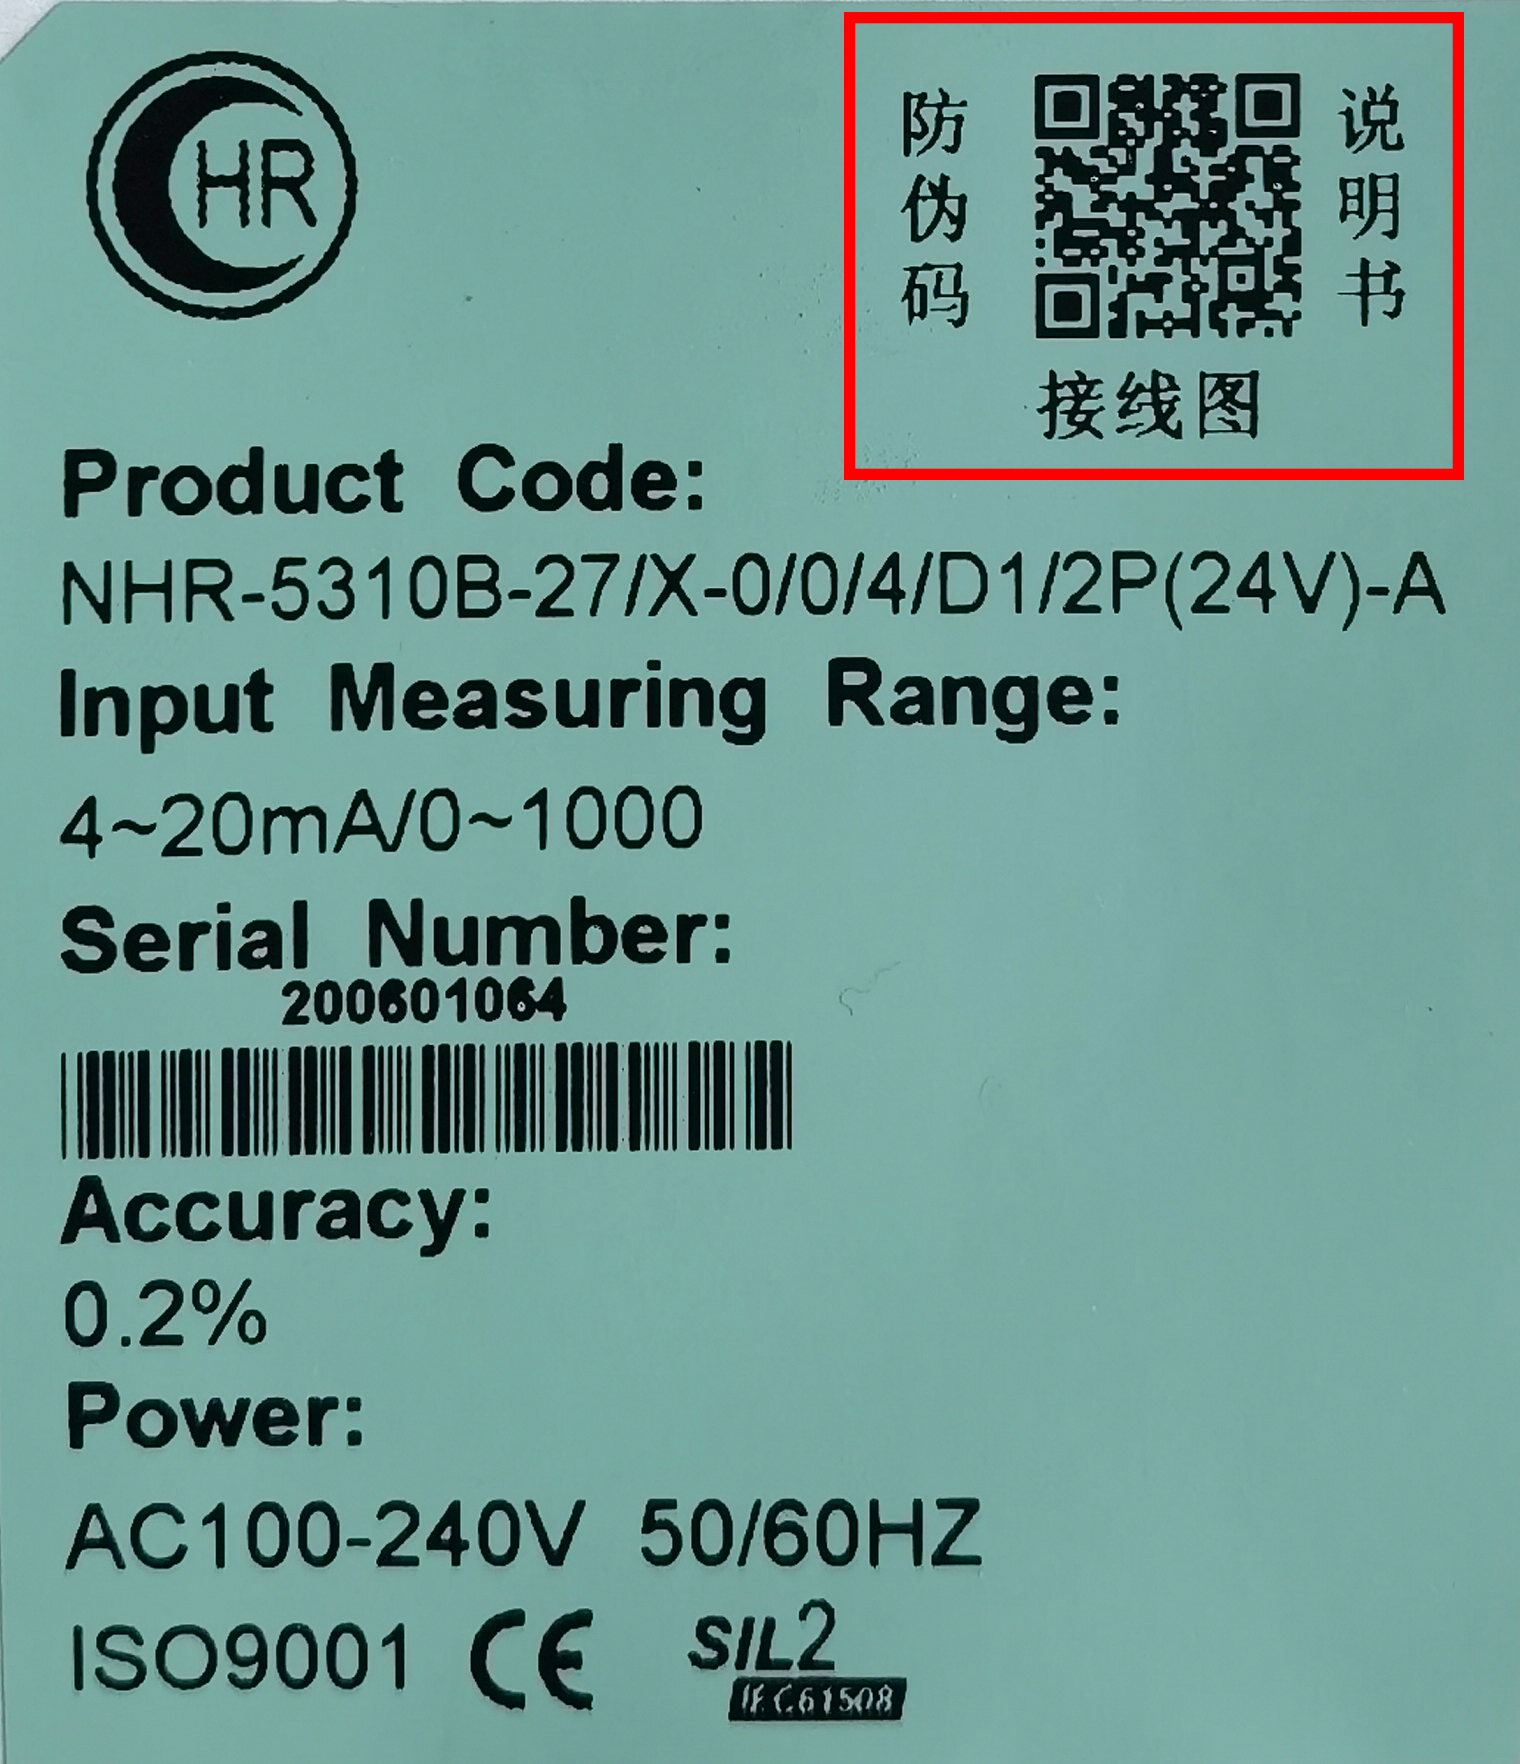 HR
防伪码
说明书
接线图
Product Code:
NHR-5310B-27/X-0/0/4/D1/2P(24V)-A
Input Measuring Range:
4~20mA/0~1000
Serial Number:
200601064
Accuracy:
0.2%
Power:
AC100-240V 50/60HZ
ISO9001 CE SIL2
IEC61508